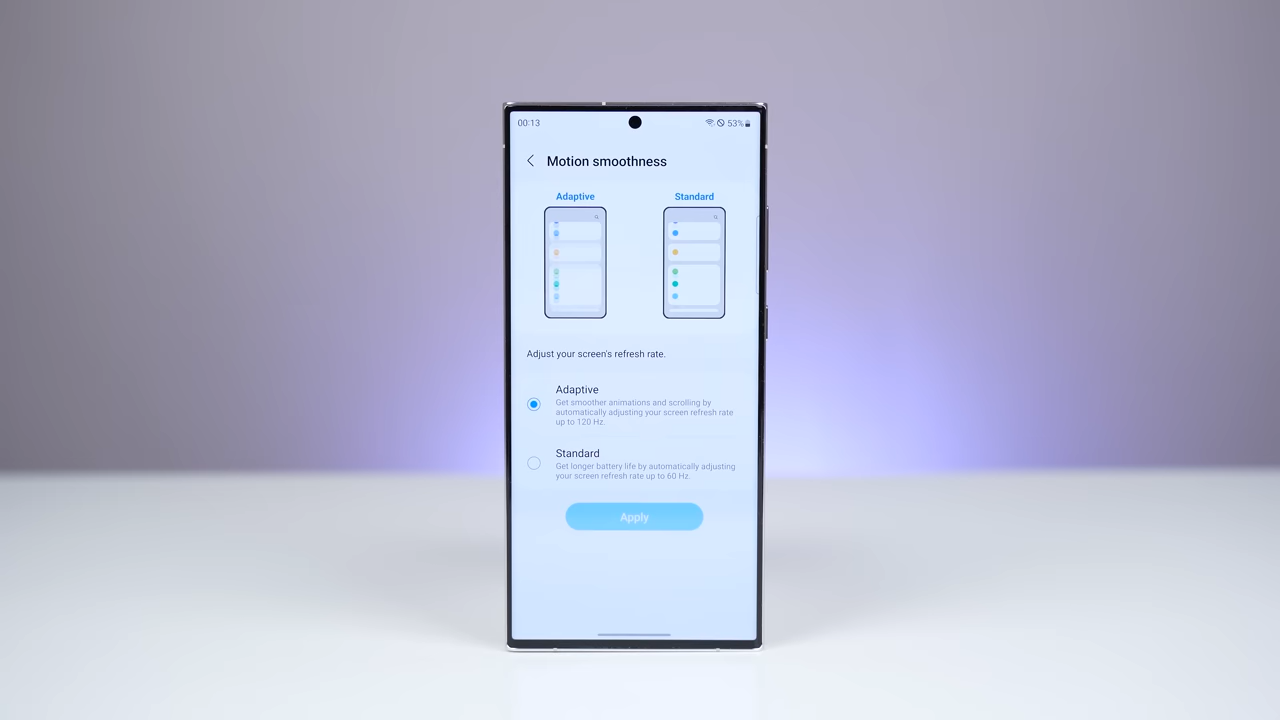 00:13
53%
Motion smoothness
Adaptive
Standard
Adjust your screen's refresh rate.
Adaptive
Get smoother animations and scrolling by
automatically adjusting your screen refresh rate
up to 120 Hz.
Standard
Get longer battery life by automatically adjusting
your screen refresh rate up to 60 Hz.
Apply